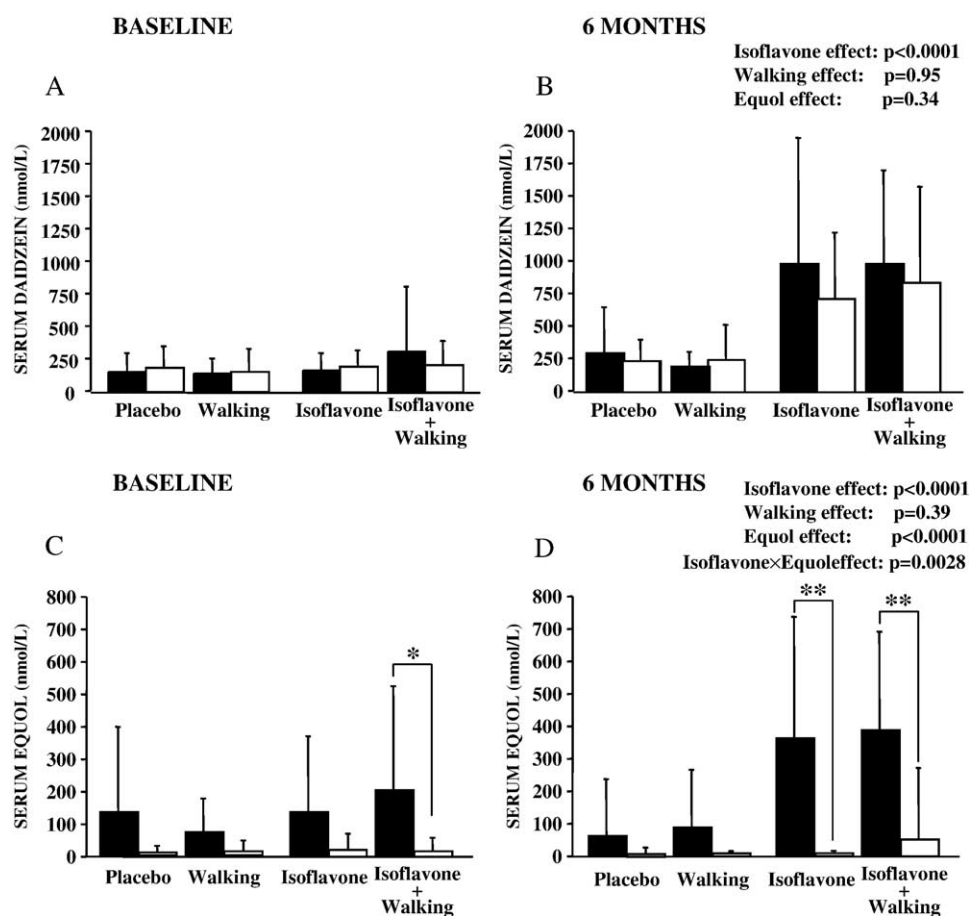 BASELINE
6 MONTHS
Isoflavone effect: p<0.0001
Walking effect: p=0.95
Equol effect: p=0.34
A
B
SERUM DAIDZEIN (nmol/L)
2000
1750
1500
1250
1000
750
500
250
0
Placebo
Walking
Isoflavone
Isoflavone
+
Walking
SERUM DAIDZEIN (nmol/L)
2000
1750
1500
1250
1000
750
500
250
0
Placebo
Walking
Isoflavone
Isoflavone
+
Walking
BASELINE
6 MONTHS
Isoflavone effect: p<0.0001
Walking effect: p=0.39
Equol effect: p<0.0001
Isoflavone×Equoleffect: p=0.0028
C
D
SERUM EQUOL (nmol/L)
800
700
600
500
400
300
200
100
0
*
Placebo
Walking
Isoflavone
Isoflavone
+
Walking
SERUM EQUOL (nmol/L)
800
700
600
500
400
300
200
100
0
**
**
Placebo
Walking
Isoflavone
Isoflavone
+
Walking